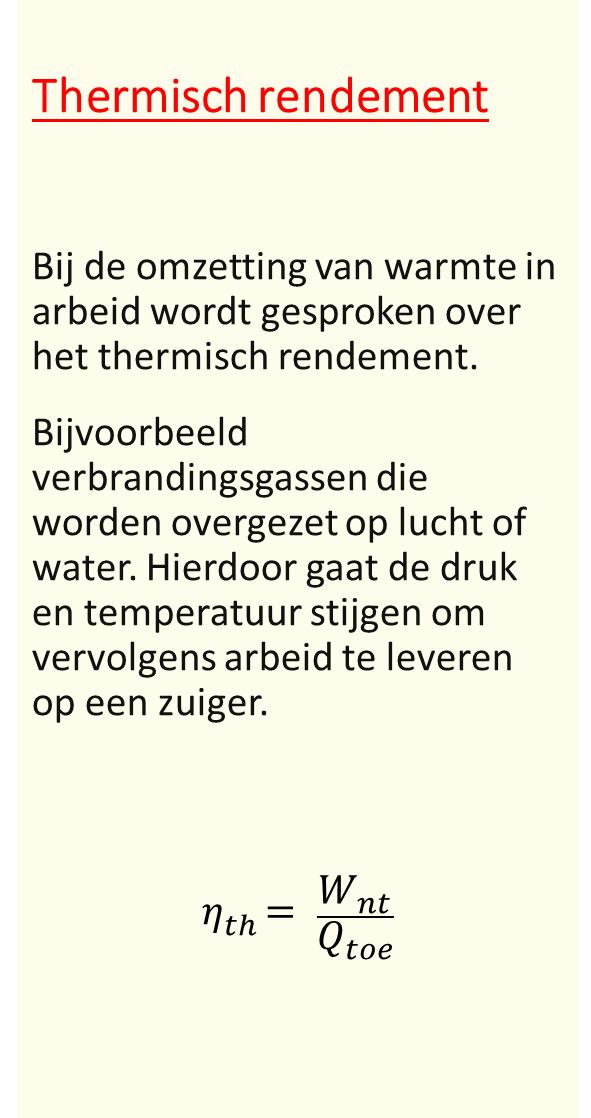 Thermisch rendement
Bij de omzetting van warmte in
arbeid wordt gesproken over
het thermisch rendement.
Bijvoorbeeld
verbrandingsgassen die
worden overgezet op lucht of
water. Hierdoor gaat de druk
en temperatuur stijgen om
vervolgens arbeid te leveren
op een zuiger.
η_th = W_nt / Q_toe